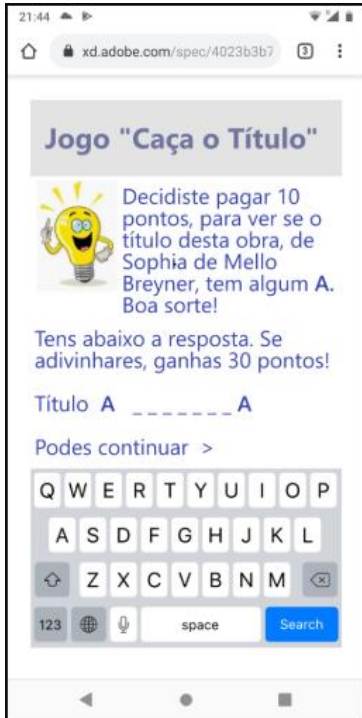 21:44
xd.adobe.com/spec/4023b3b7
3
Jogo "Caça o Título"
Decidiste pagar 10
pontos, para ver se o
título desta obra, de
Sophia de Mello
Breyner, tem algum A.
Boa sorte!
Tens abaixo a resposta. Se
adivinhares, ganhas 30 pontos!
Título A _ _ _ _ _ _ _ A
Podes continuar >
Q W E R T Y U I O P
A S D F G H J K L
Z X C V B N M
123 space Search